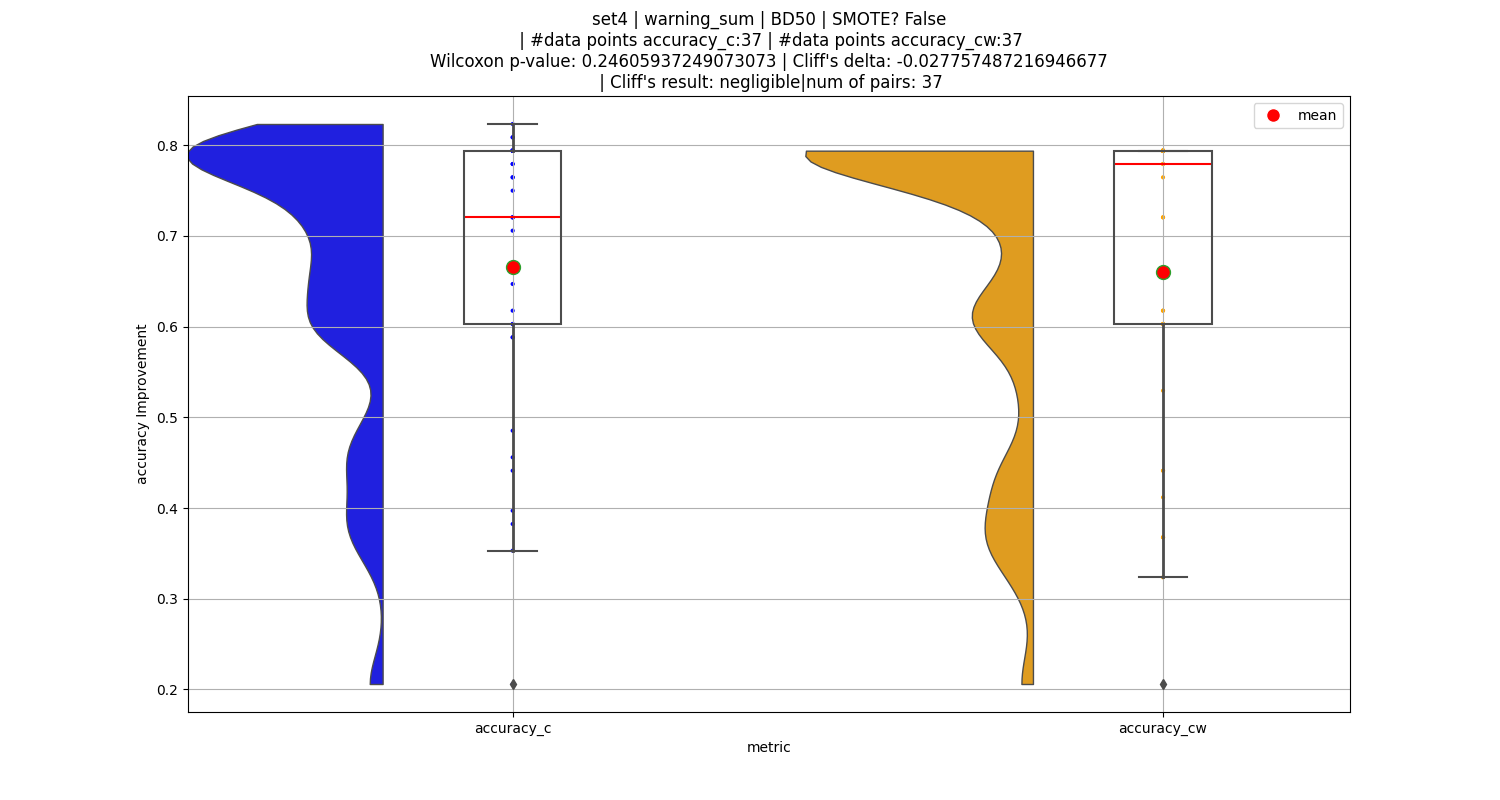 set4 | warning_sum | BD50 | SMOTE? False
| #data points accuracy_c:37 | #data points accuracy_cw:37
Wilcoxon p-value: 0.24605937249073073 | Cliff's delta: -0.027757487216946677
| Cliff's result: negligible|num of pairs: 37
mean
0.8
0.7
0.6
0.5
0.4
0.3
0.2
accuracy Improvement
accuracy_c
accuracy_cw
metric